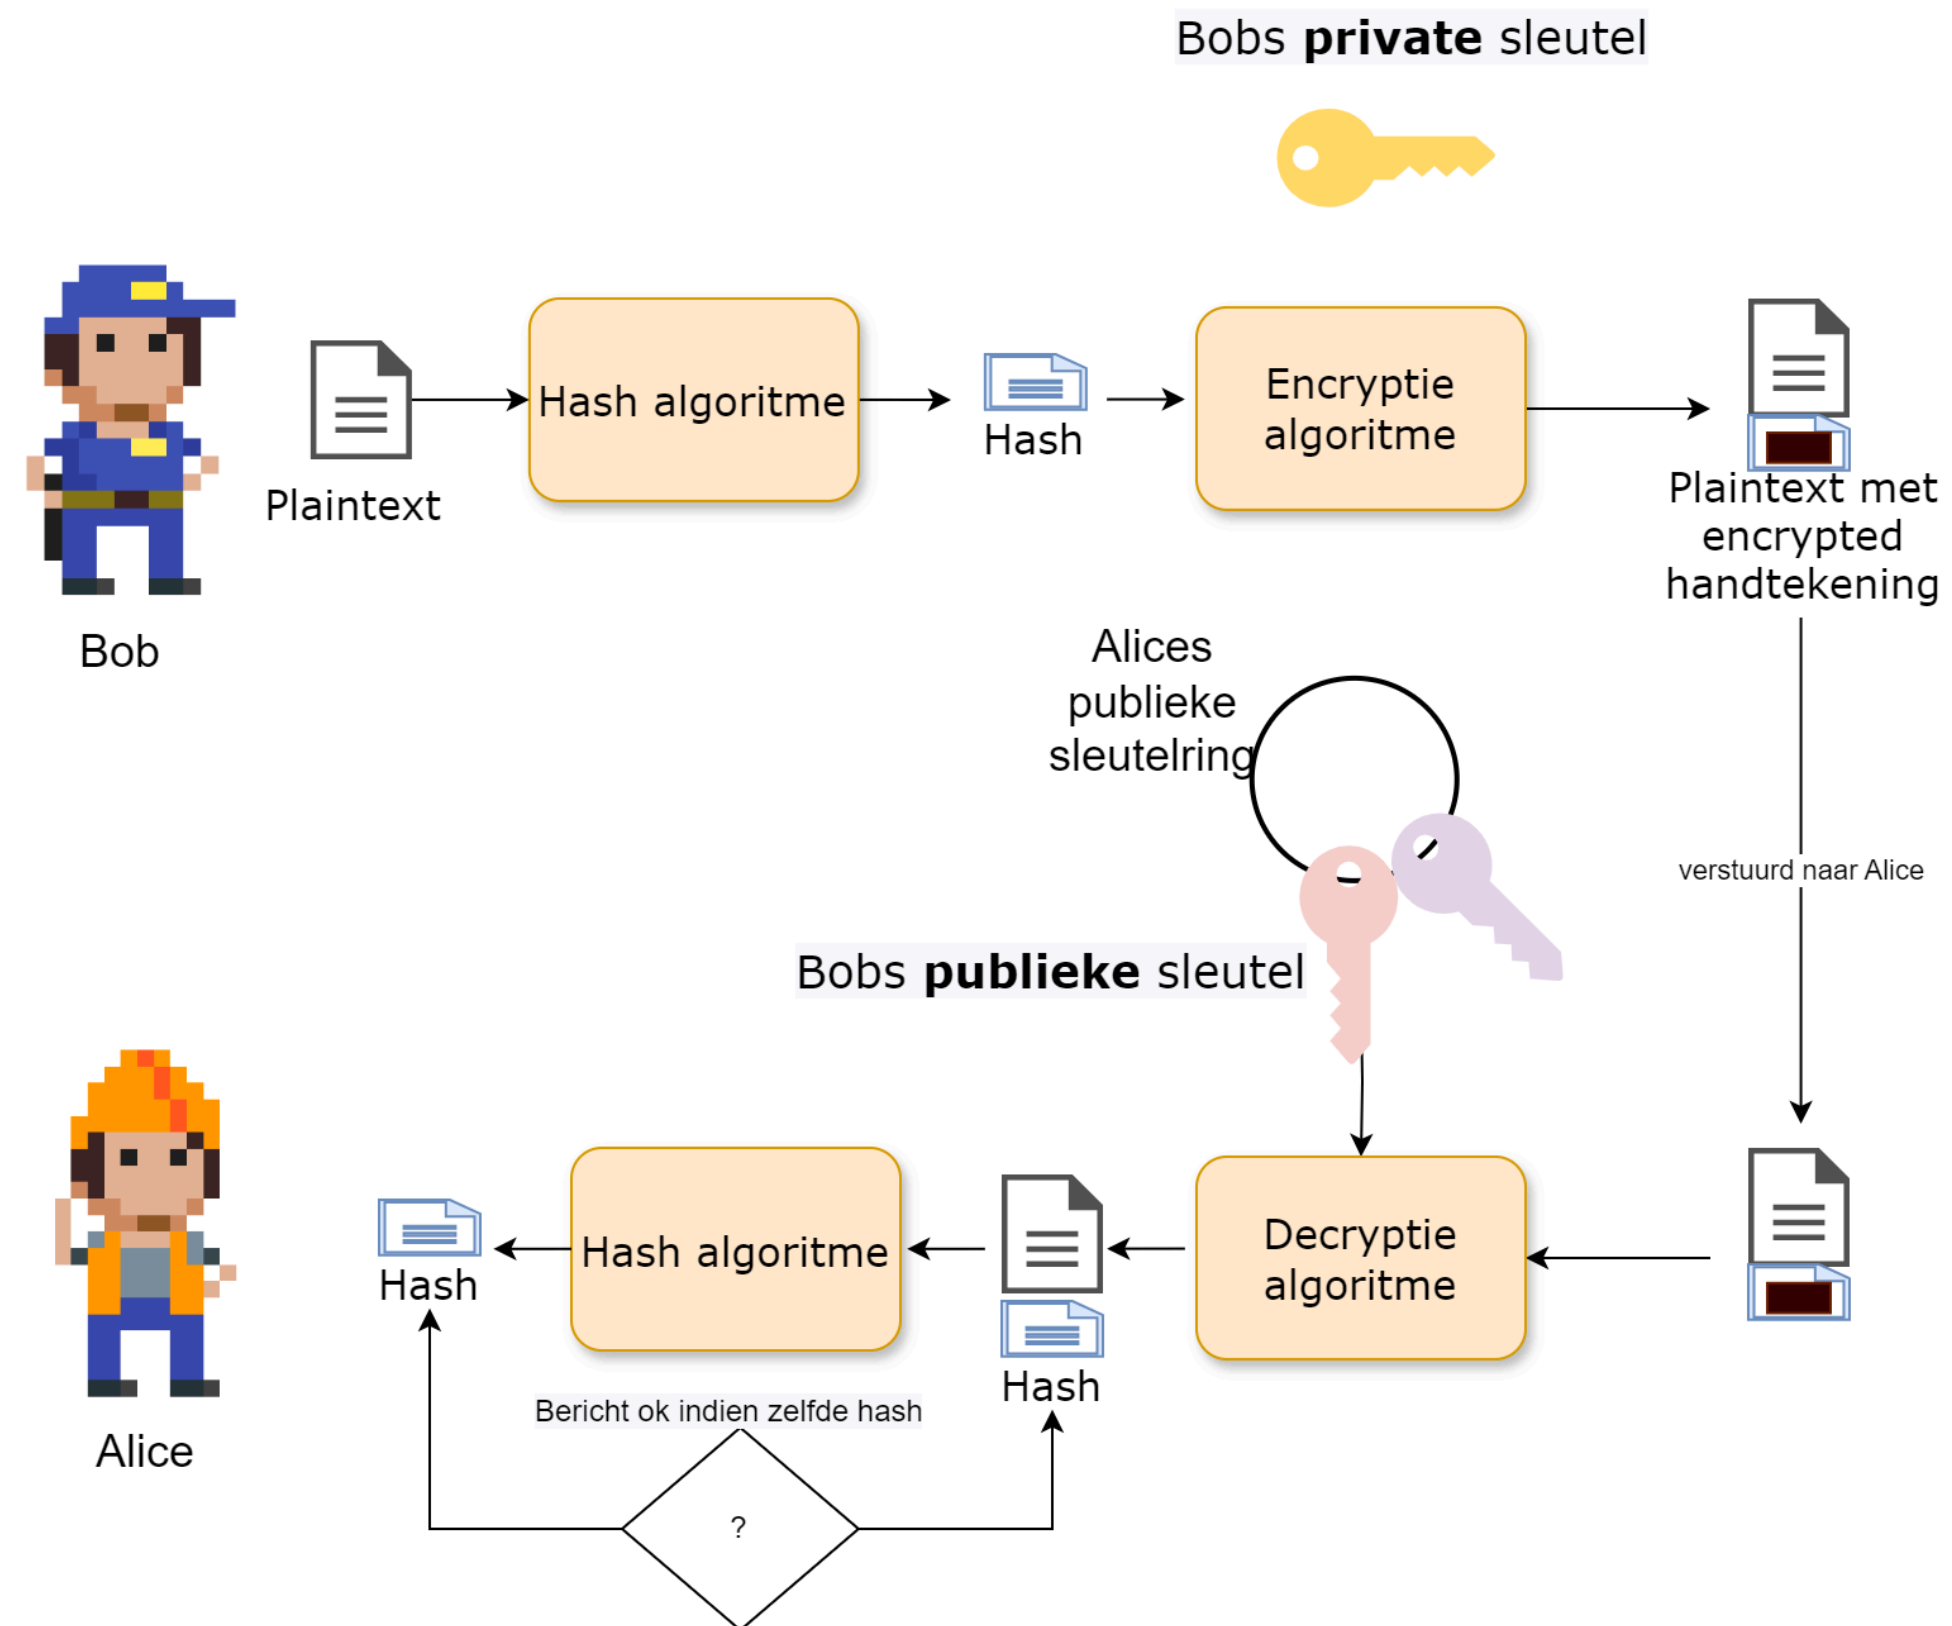 Bobs private sleutel
Hash algoritme
Hash
Encryptie
algoritme
Plaintext
Plaintext met
encrypted
handtekening
Bob
Alices
publieke
sleutelring
verstuurd naar Alice
Bobs publieke sleutel
Hash
Hash algoritme
Hash
Decryptie
algoritme
Bericht ok indien zelfde hash
Alice
?